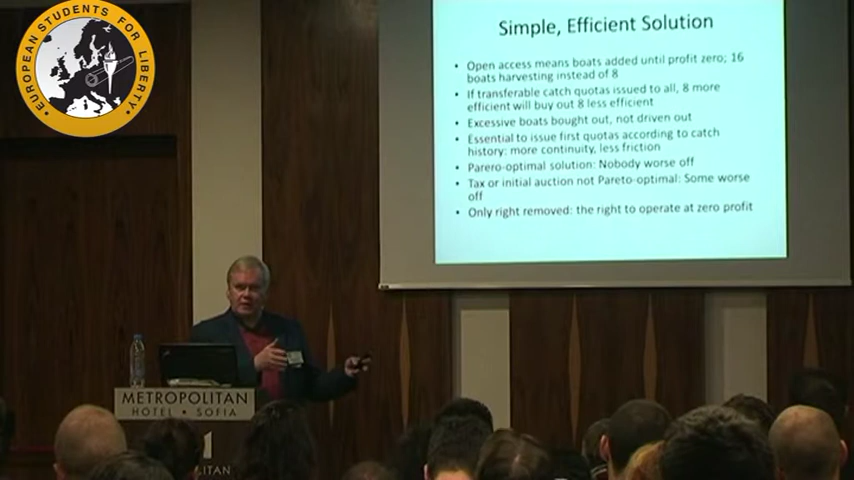 EUROPEAN STUDENTS FOR LIBERTY
Simple, Efficient Solution
• Open access means boats added until profit zero; 16
boats harvesting instead of 8
• If transferable catch quotas issued to all, 8 more
efficient will buy out 8 less efficient
• Excessive boats bought out, not driven out
• Essential to issue first quotas according to catch
history: more continuity, less friction
• Parero-optimal solution: Nobody worse off
• Tax or initial auction not Pareto-optimal: Some worse
off
• Only right removed: the right to operate at zero profit
METROPOLITAN
HOTEL • SOFIA